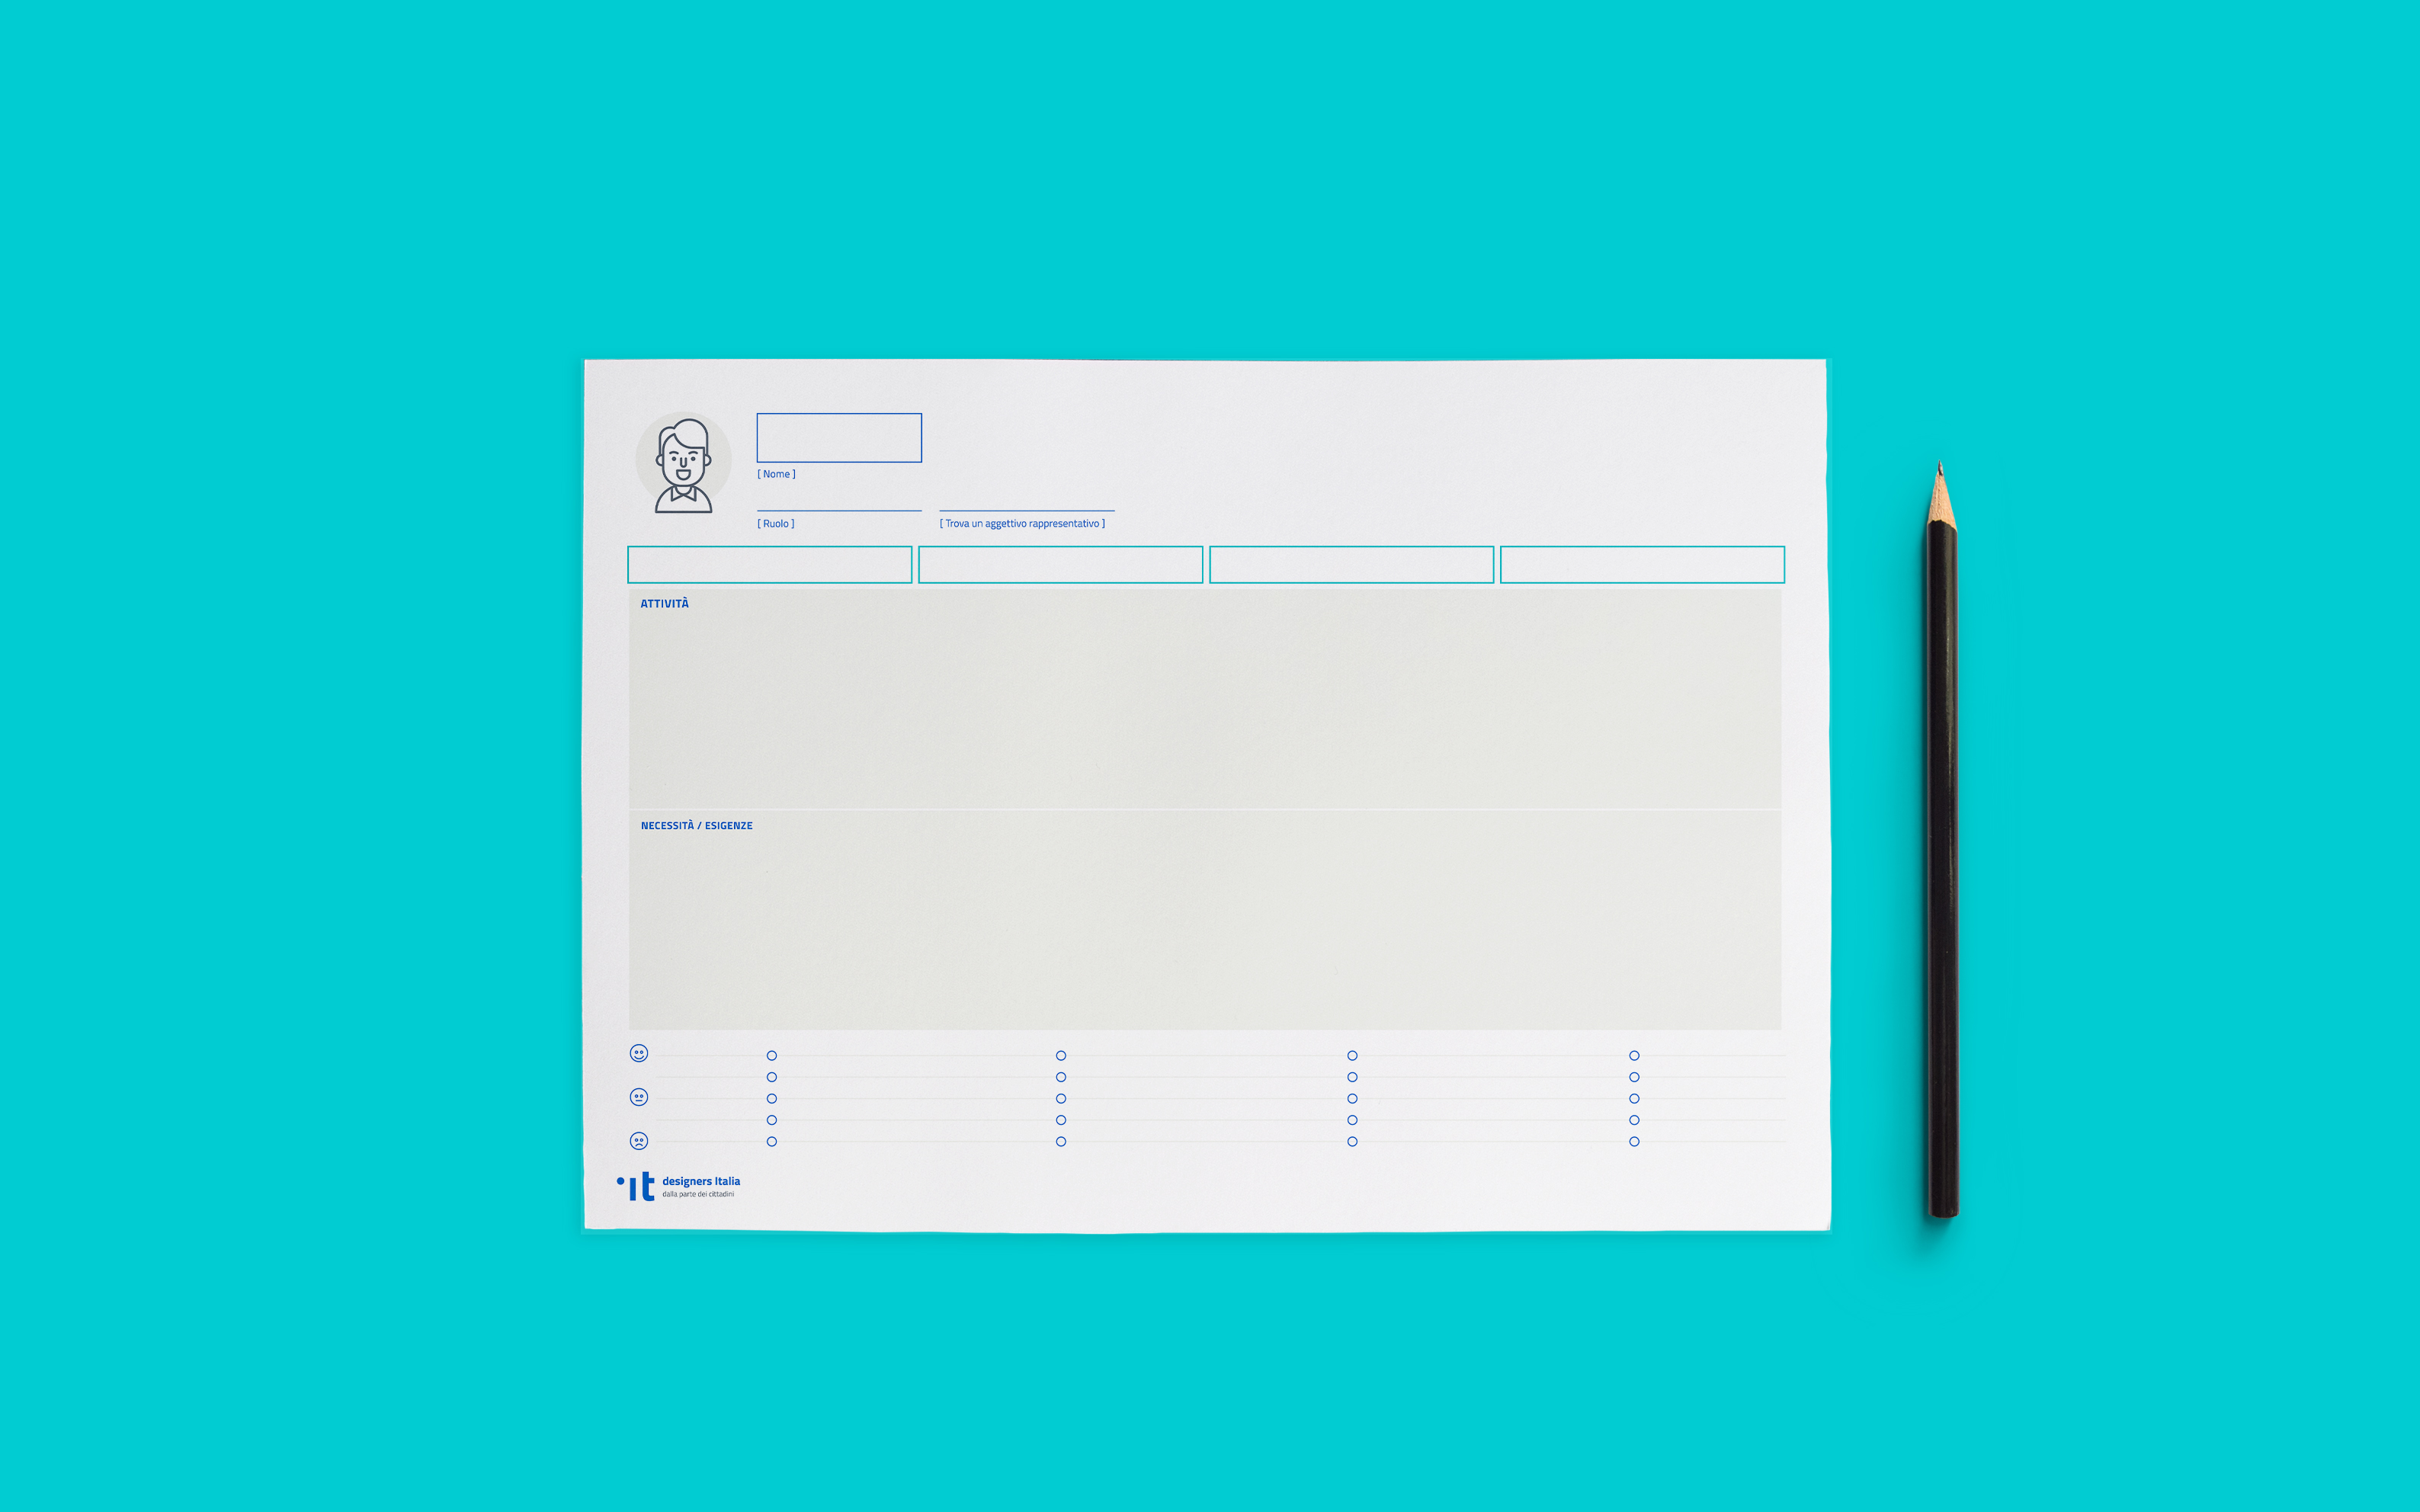 [ Nome ]
[ Ruolo ] [ Trova un aggettivo rappresentativo ]
ATTIVITÀ
NECESSITÀ / ESIGENZE
it designers Italia
dalla parte dei cittadini